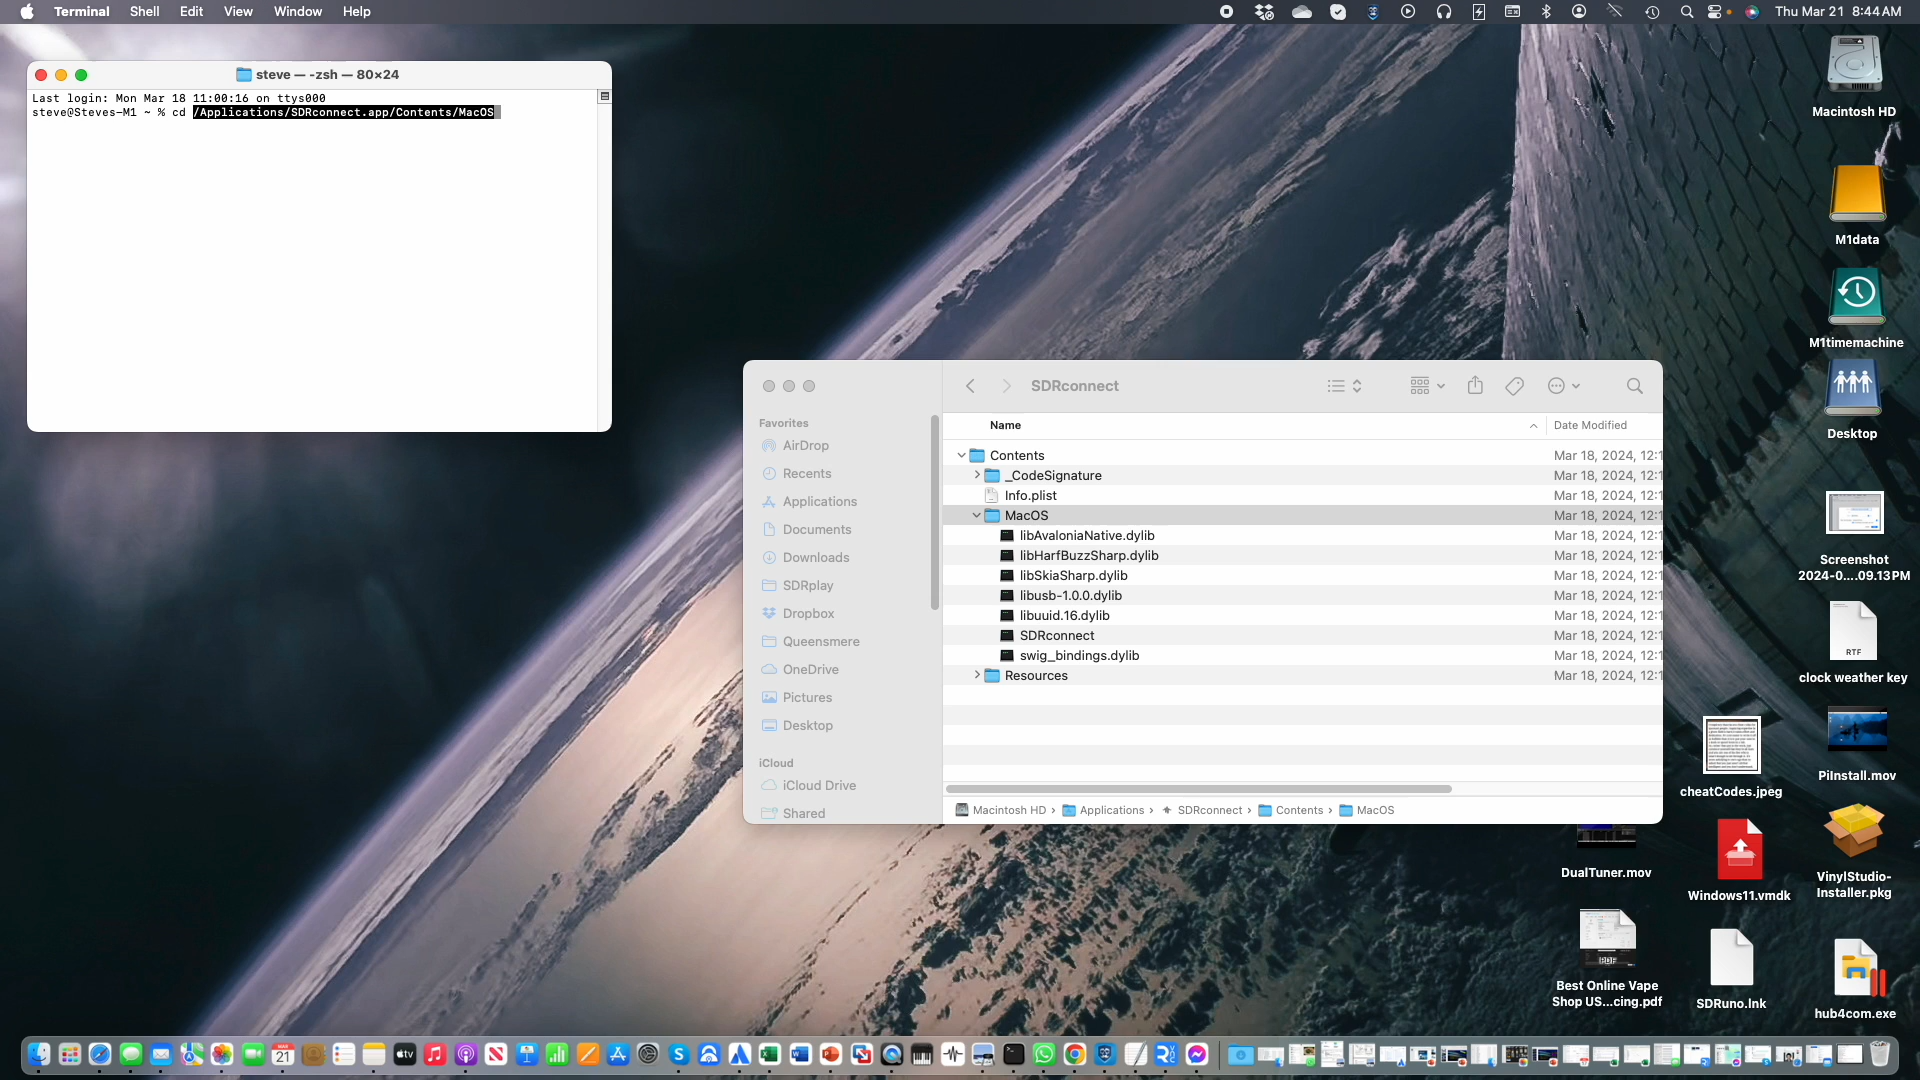 Terminal Shell Edit View Window Help
Thu Mar 21 8:44 AM
steve — -zsh — 80×24
Last login: Mon Mar 18 11:00:16 on ttys000
steve@Steves-M1 ~ % cd /Applications/SDRconnect.app/Contents/MacOS
Macintosh HD
M1data
M1timemachine
Desktop
Screenshot
2024-0....09.13 PM
RTF
clock weather key
PiInstall.mov
cheatCodes.jpeg
VinylStudio-
Installer.pkg
DualTuner.mov
Windows11.vmdk
PDF
Best Online Vape
Shop US...cing.pdf
SDRuno.lnk
hub4com.exe
SDRconnect
Favorites
AirDrop
Recents
Applications
Documents
Downloads
SDRplay
Dropbox
Queensmere
OneDrive
Pictures
Desktop
iCloud
iCloud Drive
Shared
Name Date Modified
Contents Mar 18, 2024, 12:1
_CodeSignature Mar 18, 2024, 12:1
Info.plist Mar 18, 2024, 12:1
MacOS Mar 18, 2024, 12:1
libAvaloniaNative.dylib Mar 18, 2024, 12:1
libHarfBuzzSharp.dylib Mar 18, 2024, 12:1
libSkiaSharp.dylib Mar 18, 2024, 12:1
libusb-1.0.0.dylib Mar 18, 2024, 12:1
libuuid.16.dylib Mar 18, 2024, 12:1
SDRconnect Mar 18, 2024, 12:1
swig_bindings.dylib Mar 18, 2024, 12:1
Resources Mar 18, 2024, 12:1
Macintosh HD › Applications › SDRconnect › Contents › MacOS
MAR
21
tv